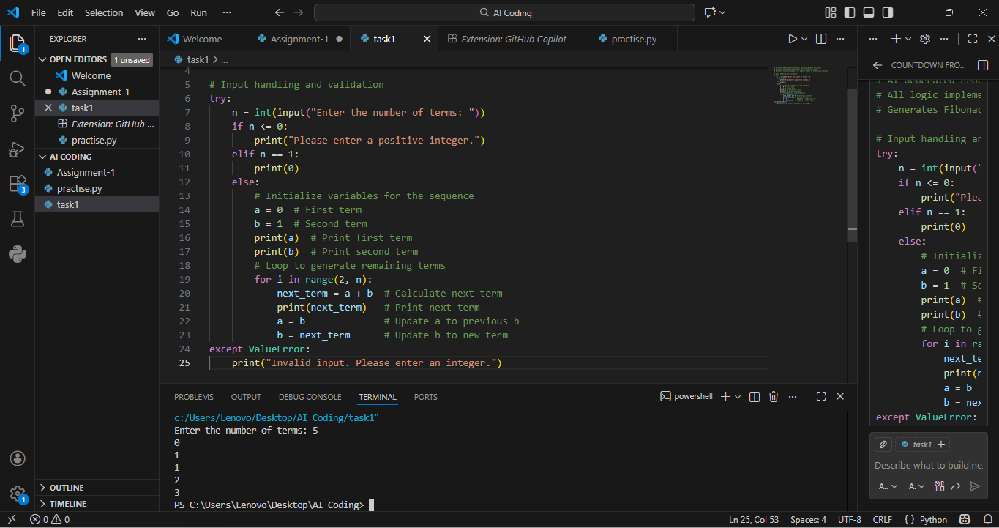 File Edit Selection View Go Run ··· AI Coding
EXPLORER ···
OPEN EDITORS 1 unsaved
Welcome
Assignment-1
task1
Extension: GitHub ...
practise.py
AI CODING
Assignment-1
practise.py
task1
OUTLINE
TIMELINE
1
3
1
Welcome Assignment-1 task1 Extension: GitHub Copilot practise.py
task1 > ...
4
5 # Input handling and validation
6 try:
7 n = int(input("Enter the number of terms: "))
8 if n <= 0:
9 print("Please enter a positive integer.")
10 elif n == 1:
11 print(0)
12 else:
13 # Initialize variables for the sequence
14 a = 0 # First term
15 b = 1 # Second term
16 print(a) # Print first term
17 print(b) # Print second term
18 # Loop to generate remaining terms
19 for i in range(2, n):
20 next_term = a + b # Calculate next term
21 print(next_term) # Print next term
22 a = b # Update a to previous b
23 b = next_term # Update b to new term
24 except ValueError:
25 print("Invalid input. Please enter an integer.")
PROBLEMS OUTPUT DEBUG CONSOLE TERMINAL PORTS powershell
c:/Users/Lenovo/Desktop/AI Coding/task1"
Enter the number of terms: 5
0
1
1
2
3
PS C:\Users\Lenovo\Desktop\AI Coding>
COUNTDOWN FRO...
# AI-Generated Proc
# All logic impleme
# Generates Fibonac
# Input handling an
try:
n = int(input("
if n <= 0:
print("Plea
elif n == 1:
print(0)
else:
# Initializ
a = 0 # Fi
b = 1 # Se
print(a) #
print(b) #
# Loop to g
for i in ra
next_te
print(n
a = b
b = nex
except ValueError:
task1 +
Describe what to build ne
A.. A.
0 0 Ln 25, Col 53 Spaces: 4 UTF-8 CRLF { } Python